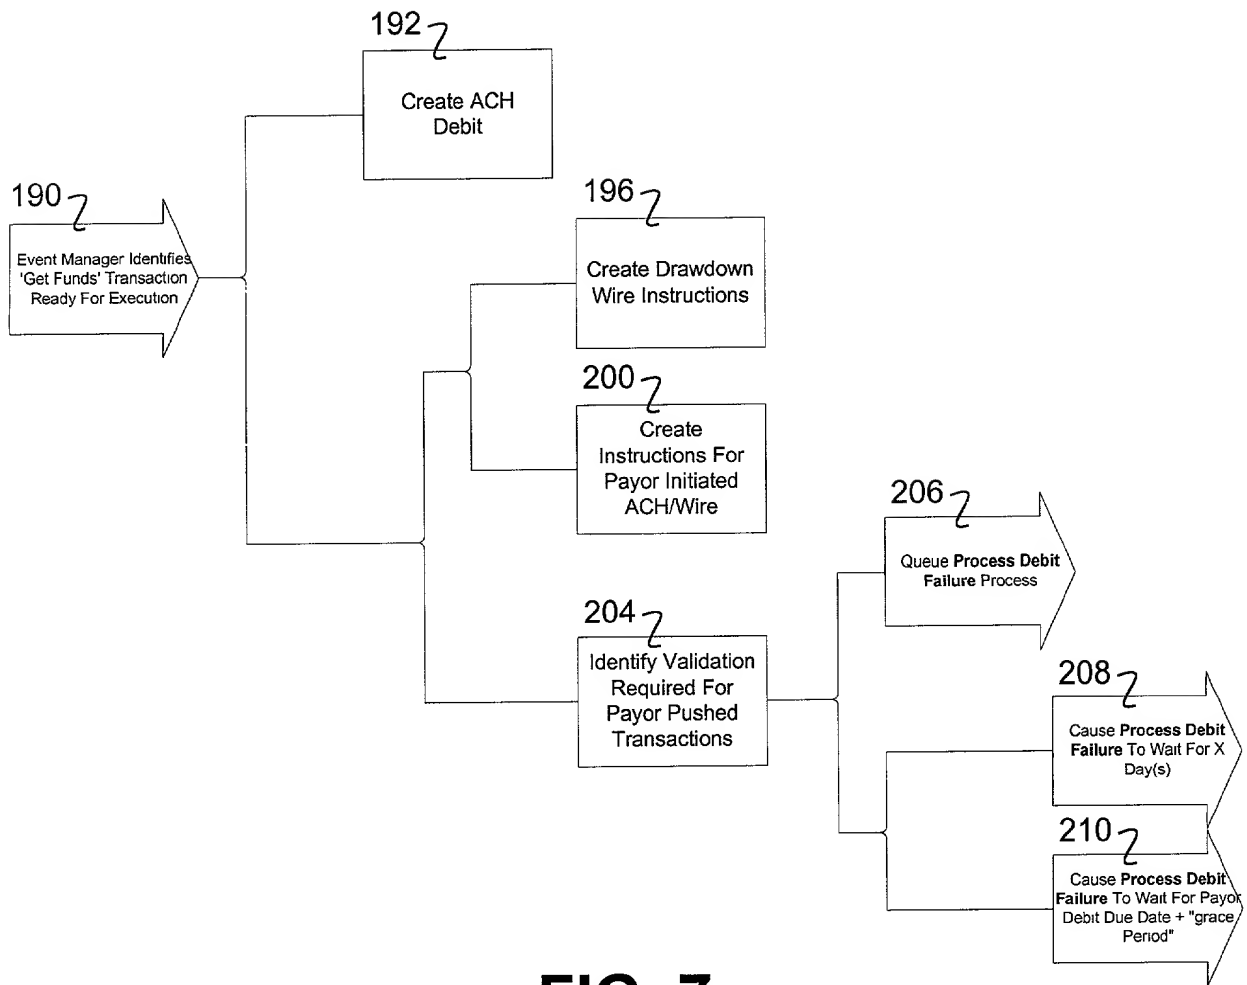 192
Create ACH
Debit
190
Event Manager Identifies
'Get Funds' Transaction
Ready For Execution
196
Create Drawdown
Wire Instructions
200
Create
Instructions For
Payor Initiated
ACH/Wire
204
Identify Validation
Required For
Payor Pushed
Transactions
206
Queue Process Debit
Failure Process
208
Cause Process Debit
Failure To Wait For X
Day(s)
210
Cause Process Debit
Failure To Wait For Payor
Debit Due Date + "grace
Period"
FIG. 7